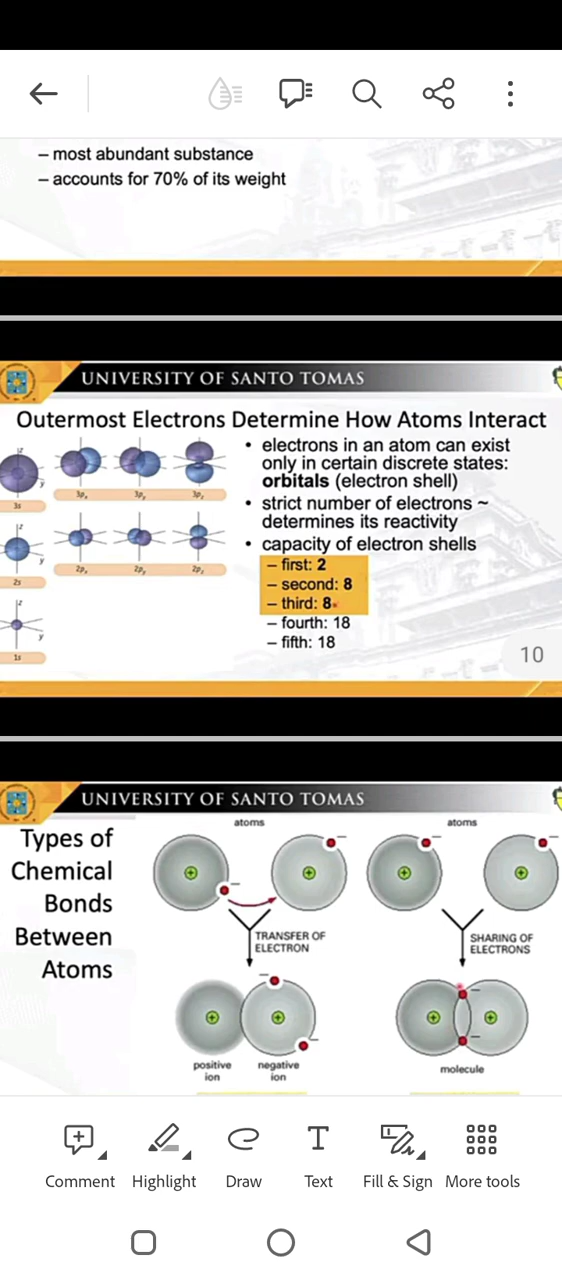 – most abundant substance
– accounts for 70% of its weight
UNIVERSITY OF SANTO TOMAS
Outermost Electrons Determine How Atoms Interact
z
y
3s
3pₓ
3pᵧ
3p𝓏
z
y
2s
2pₓ
2pᵧ
2p𝓏
z
y
1s
• electrons in an atom can exist
only in certain discrete states:
orbitals (electron shell)
• strict number of electrons ~
determines its reactivity
• capacity of electron shells
– first: 2
– second: 8
– third: 8
– fourth: 18
– fifth: 18
10
UNIVERSITY OF SANTO TOMAS
Types of
Chemical
Bonds
Between
Atoms
atoms
TRANSFER OF
ELECTRON
positive
ion
negative
ion
atoms
SHARING OF
ELECTRONS
molecule
Comment
Highlight
Draw
Text
Fill & Sign
More tools